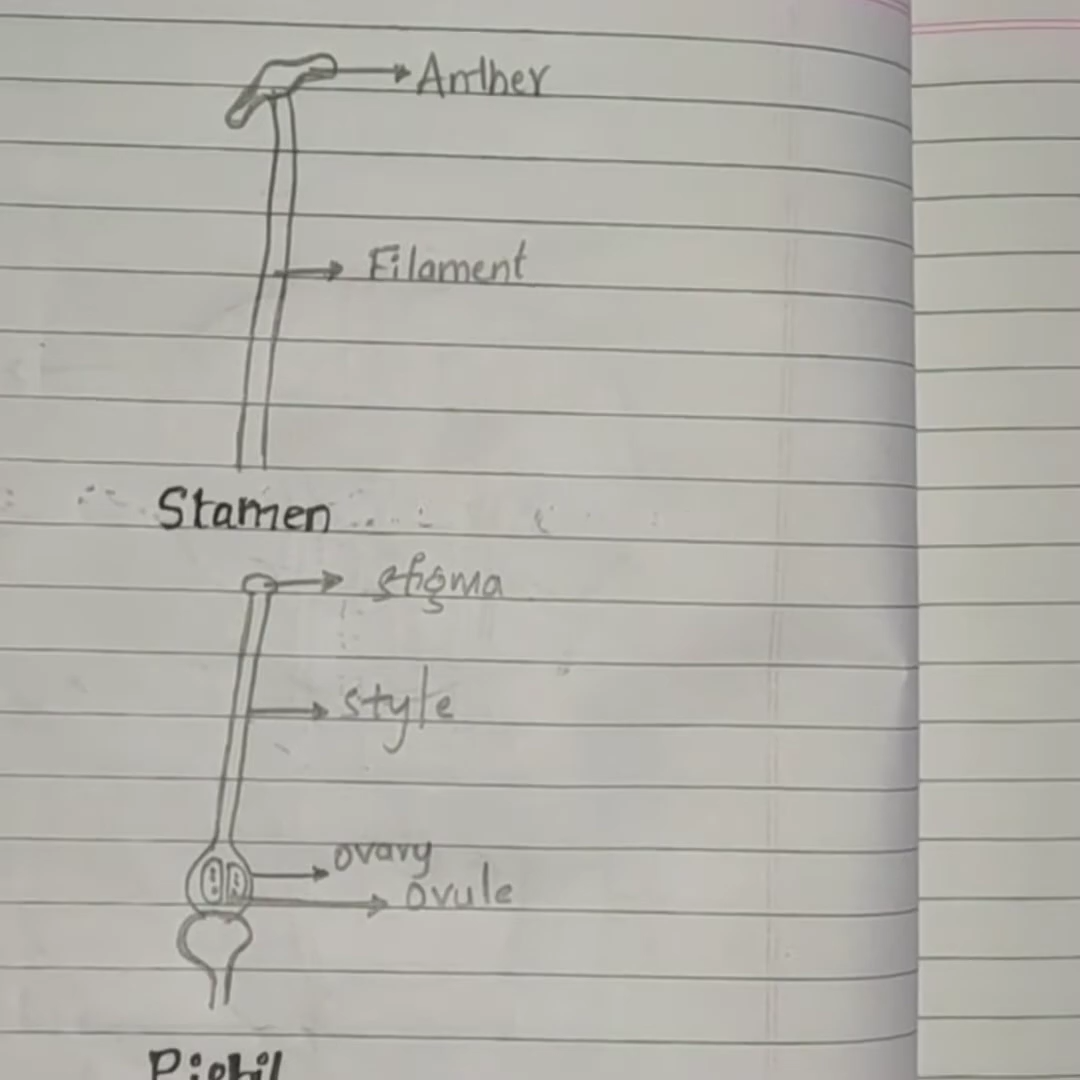 Anther
Filament
Stamen
stigma
style
ovary
ovule